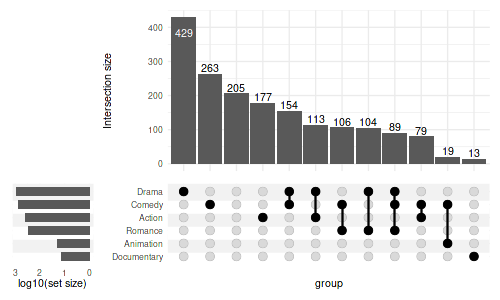 400
300
200
100
0
Intersection size
429
263
205
177
154
113
106
104
89
79
19
13
Drama
Comedy
Action
Romance
Animation
Documentary
3 2 1 0
log10(set size)
group